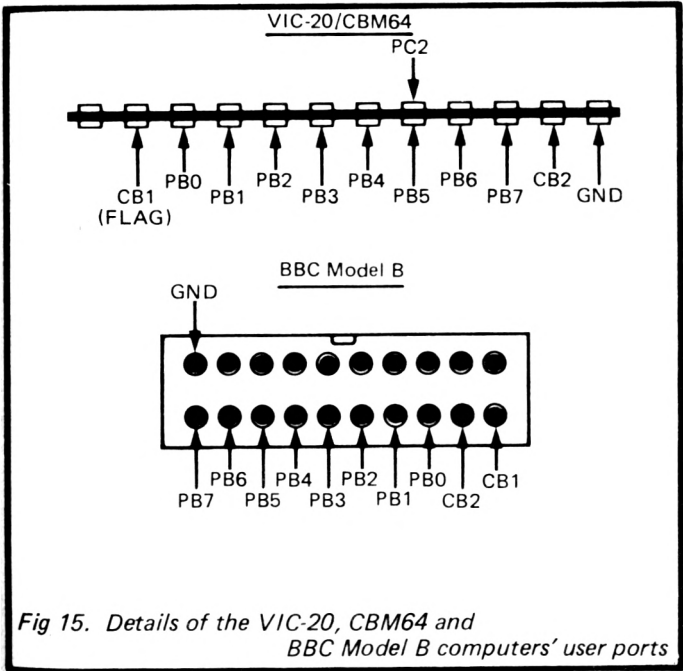 VIC-20/CBM64
PC2
CB1
(FLAG)
PB0
PB1
PB2
PB3
PB4
PB5
PB6
PB7
CB2
GND
BBC Model B
GND
PB7
PB6
PB5
PB4
PB3
PB2
PB1
PB0
CB2
CB1
Fig 15. Details of the VIC-20, CBM64 and
BBC Model B computers' user ports